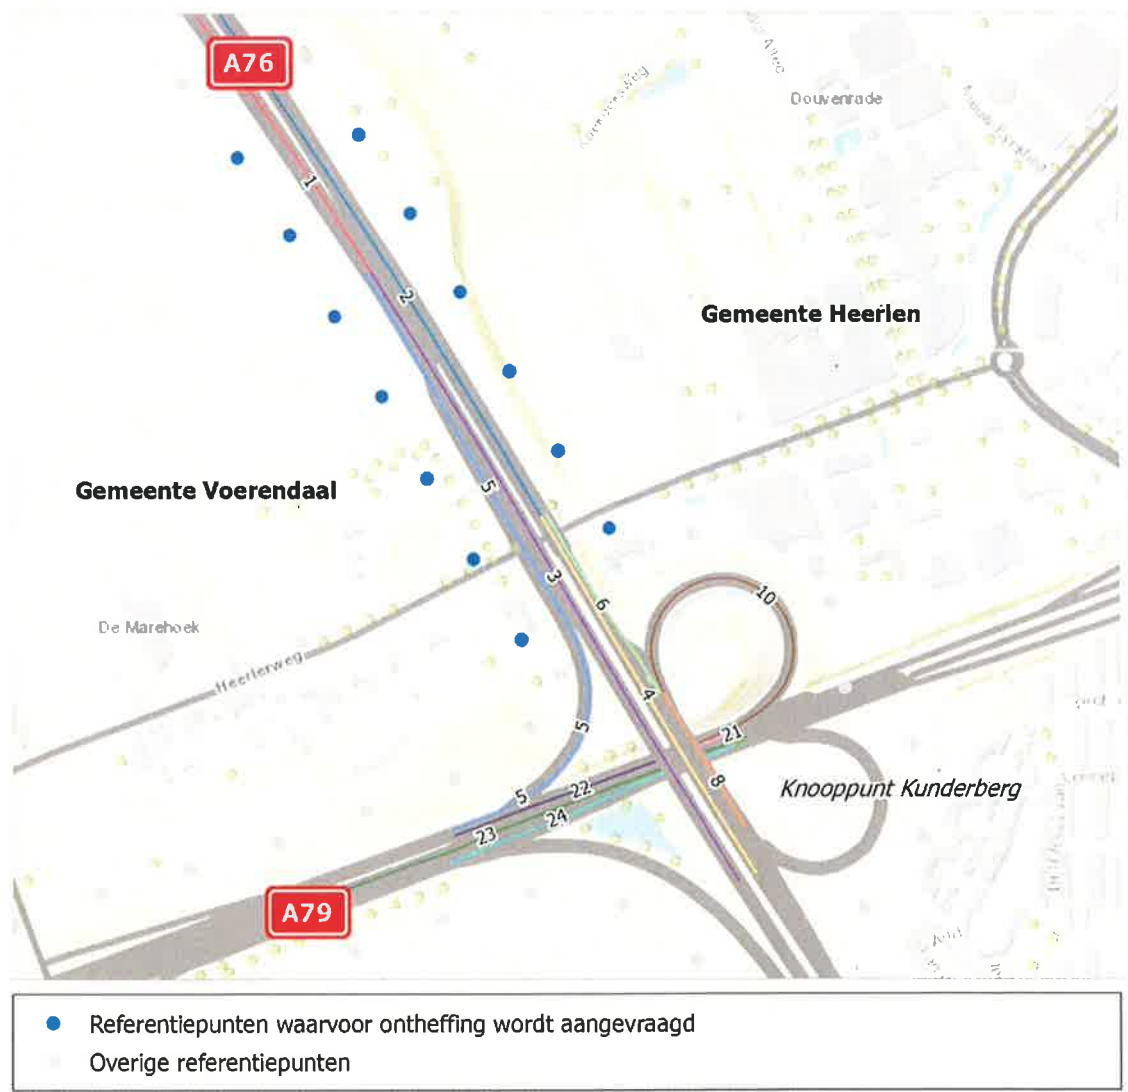 A76
Douvenrade
1
2
Gemeente Heerlen
Gemeente Voerendaal
5
3
6
10
De Marehoek
Heerlerweg
4
5
21
8
Knooppunt Kunderberg
22
5
24
23
A79
Referentiepunten waarvoor ontheffing wordt aangevraagd
Overige referentiepunten